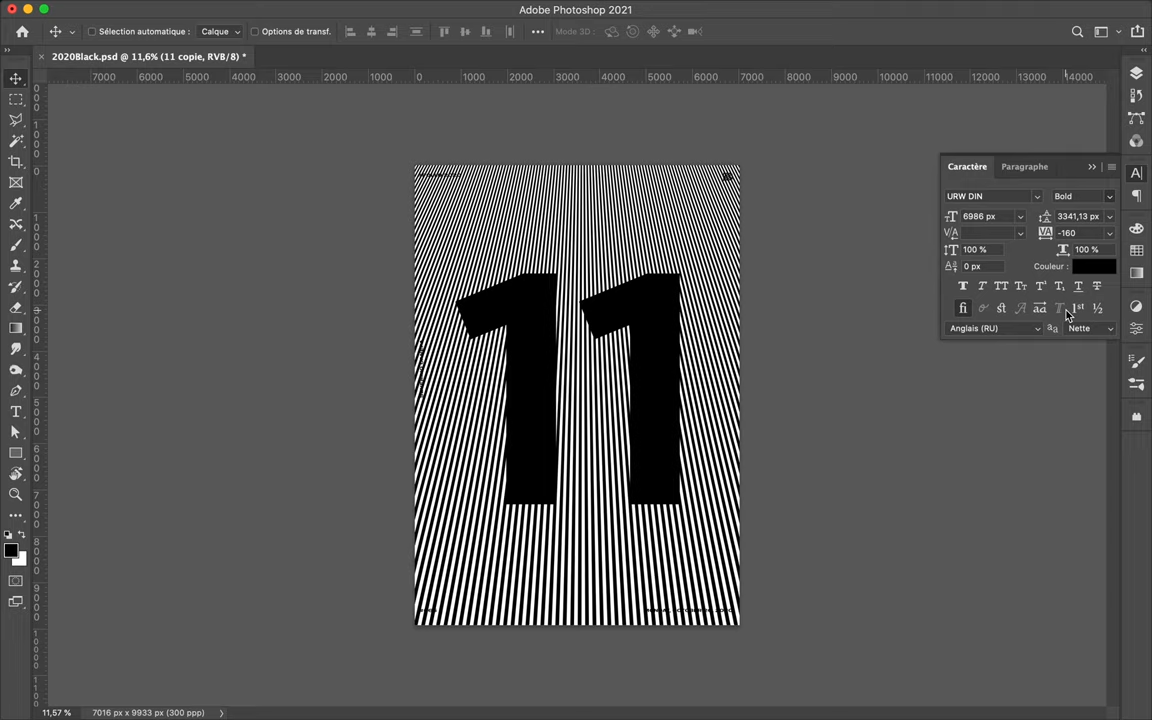 Adobe Photoshop 2021
Sélection automatique : Calque Options de transf. Mode 3D :
2020Black.psd @ 11,6% (11 copie, RVB/8) *
7000 6000 5000 4000 3000 2000 1000 0 1000 2000 3000 4000 5000 6000 7000 8000 9000 10000 11000 12000 13000 14000
Caractère Paragraphe
URW DIN Bold
6986 px 3341,13 px
-160
100 % 100 %
0 px Couleur :
Anglais (RU) Nette
11
11,57 % 7016 px x 9933 px (300 ppp)